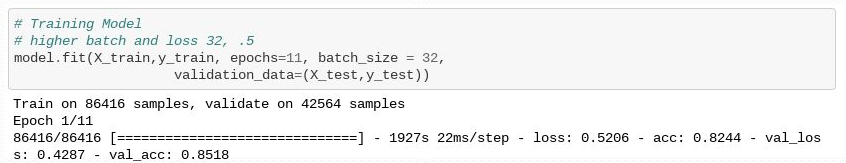 # Training Model
# higher batch and loss 32, .5
model.fit(X_train,y_train, epochs=11, batch_size = 32,
                    validation_data=(X_test,y_test))
Train on 86416 samples, validate on 42564 samples
Epoch 1/11
86416/86416 [==============================] - 1927s 22ms/step - loss: 0.5206 - acc: 0.8244 - val_los
s: 0.4287 - val_acc: 0.8518